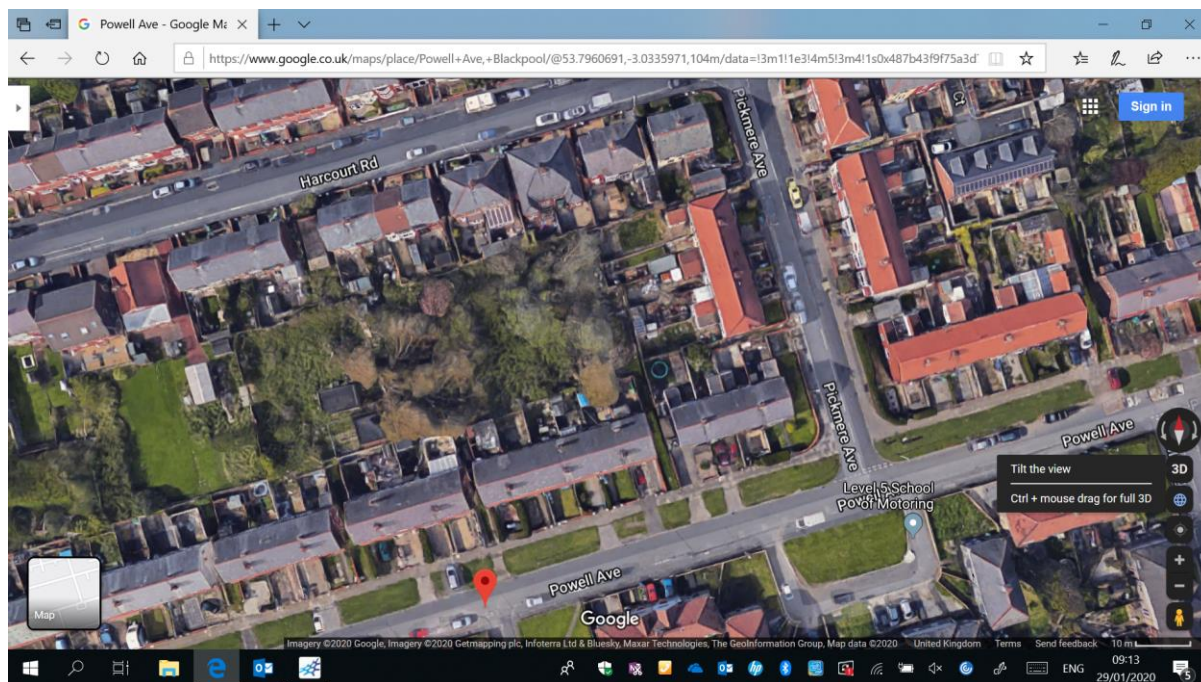 Powell Ave - Google Ma
https://www.google.co.uk/maps/place/Powell+Ave,+Blackpool/@53.7960691,-3.0335971,104m/data=!3m1!1e3!4m5!3m4!1s0x487b43f9f75a3d
Sign in
Ct
Pickmere Ave
Harcourt Rd
Pickmere Ave
Powell Ave
Tilt the view
3D
Ctrl + mouse drag for full 3D
Level 5 School
of Motoring
Powell Ave
Map
Google
Imagery ©2020 Google, Imagery ©2020 Getmapping plc, Infoterra Ltd & Bluesky, Maxar Technologies, The GeoInformation Group, Map data ©2020 United Kingdom Terms Send feedback 10 m
ENG
09:13
29/01/2020
5